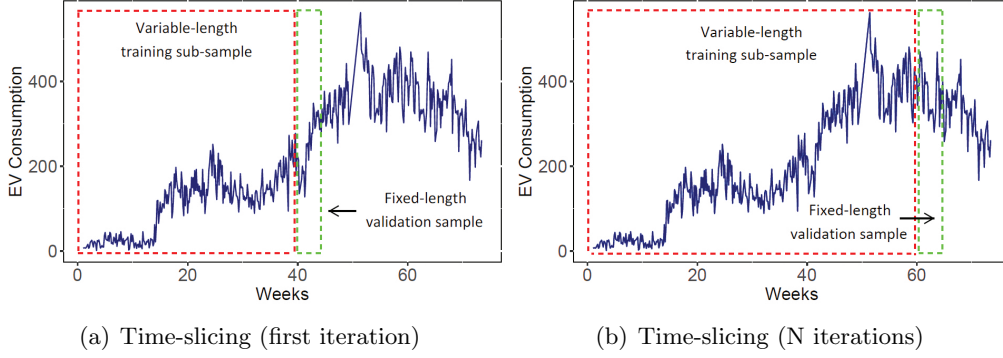 Variable-length
training sub-sample
EV Consumption
400
200
0
Fixed-length
validation sample
0
20
40
60
Weeks
(a) Time-slicing (first iteration)
Variable-length
training sub-sample
EV Consumption
400
200
0
Fixed-length
validation sample
0
20
40
60
Weeks
(b) Time-slicing (N iterations)